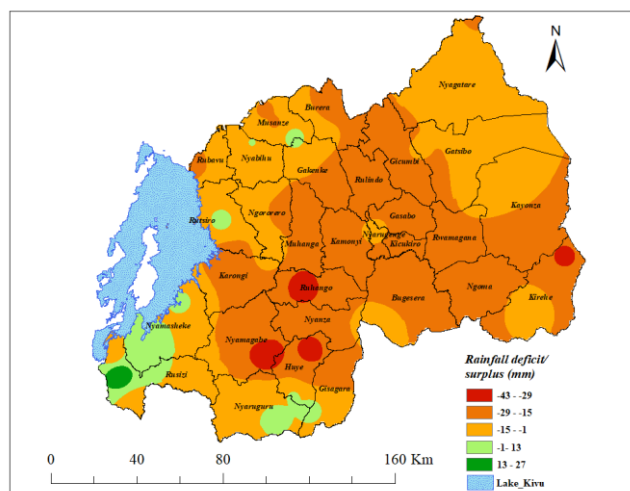 N
Nyagatare
Burera
Musanze
Gatsibo
Rubavu
Nyabihu
Gakenke
Gicumbi
Rulindo
Kayanza
Rutsiro
Ngororero
Gasabo
Nyarugenge
Rwamagana
Muhanga
Kamanyi
Kicukiro
Karongi
Ruhango
Bugesera
Ngoma
Kirehe
Nyamasheke
Nyanza
Nyamagabe
Huye
Rusizi
Gisagara
Nyaruguru
Rainfall deficit/
surplus (mm)
-43 - -29
-29 - -15
-15 - -1
-1- 13
13 - 27
Lake_Kivu
0 40 80 160 Km